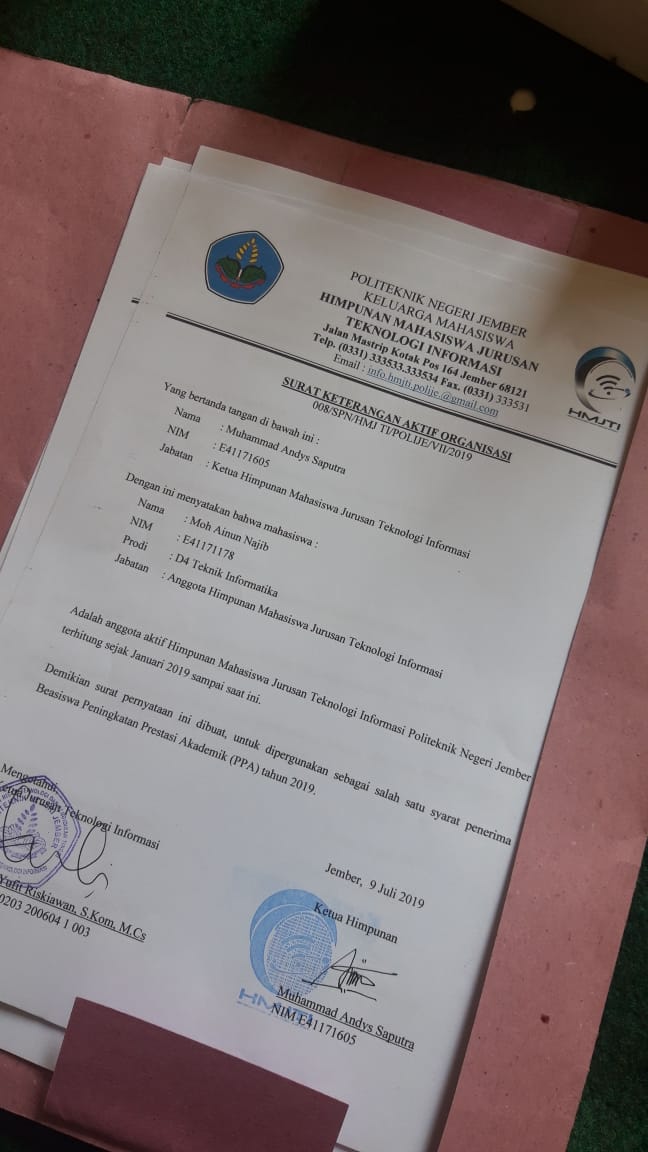 POLITEKNIK NEGERI JEMBER
KELUARGA MAHASISWA
HIMPUNAN MAHASISWA JURUSAN
TEKNOLOGI INFORMASI
Jalan Mastrip Kotak Pos 164 Jember 68121
Telp. (0331) 333533.333534 Fax. (0331) 333531
Email : info.hmjti.polije.@gmail.com
HMJTI
SURAT KETERANGAN AKTIF ORGANISASI
008/SPN/HMJ TI/POLIJE/VII/2019
Yang bertanda tangan di bawah ini :
Nama : Muhammad Andys Saputra
NIM : E41171605
Jabatan : Ketua Himpunan Mahasiswa Jurusan Teknologi Informasi
Dengan ini menyatakan bahwa mahasiswa :
Nama : Moh Ainun Najib
NIM : E41171178
Prodi : D4 Teknik Informatika
Jabatan : Anggota Himpunan Mahasiswa Jurusan Teknologi Informasi
Adalah anggota aktif Himpunan Mahasiswa Jurusan Teknologi Informasi Politeknik Negeri Jember
terhitung sejak Januari 2019 sampai saat ini.
Demikian surat pernyataan ini dibuat, untuk dipergunakan sebagai salah satu syarat penerima
Beasiswa Peningkatan Prestasi Akademik (PPA) tahun 2019.
Mengetahui
Ketua Jurusan Teknologi Informasi
Yufit Riskiawan, S.Kom, M.Cs
0203 200604 1 003
Jember, 9 Juli 2019
Ketua Himpunan
HMJTI
Muhammad Andys Saputra
NIM E41171605